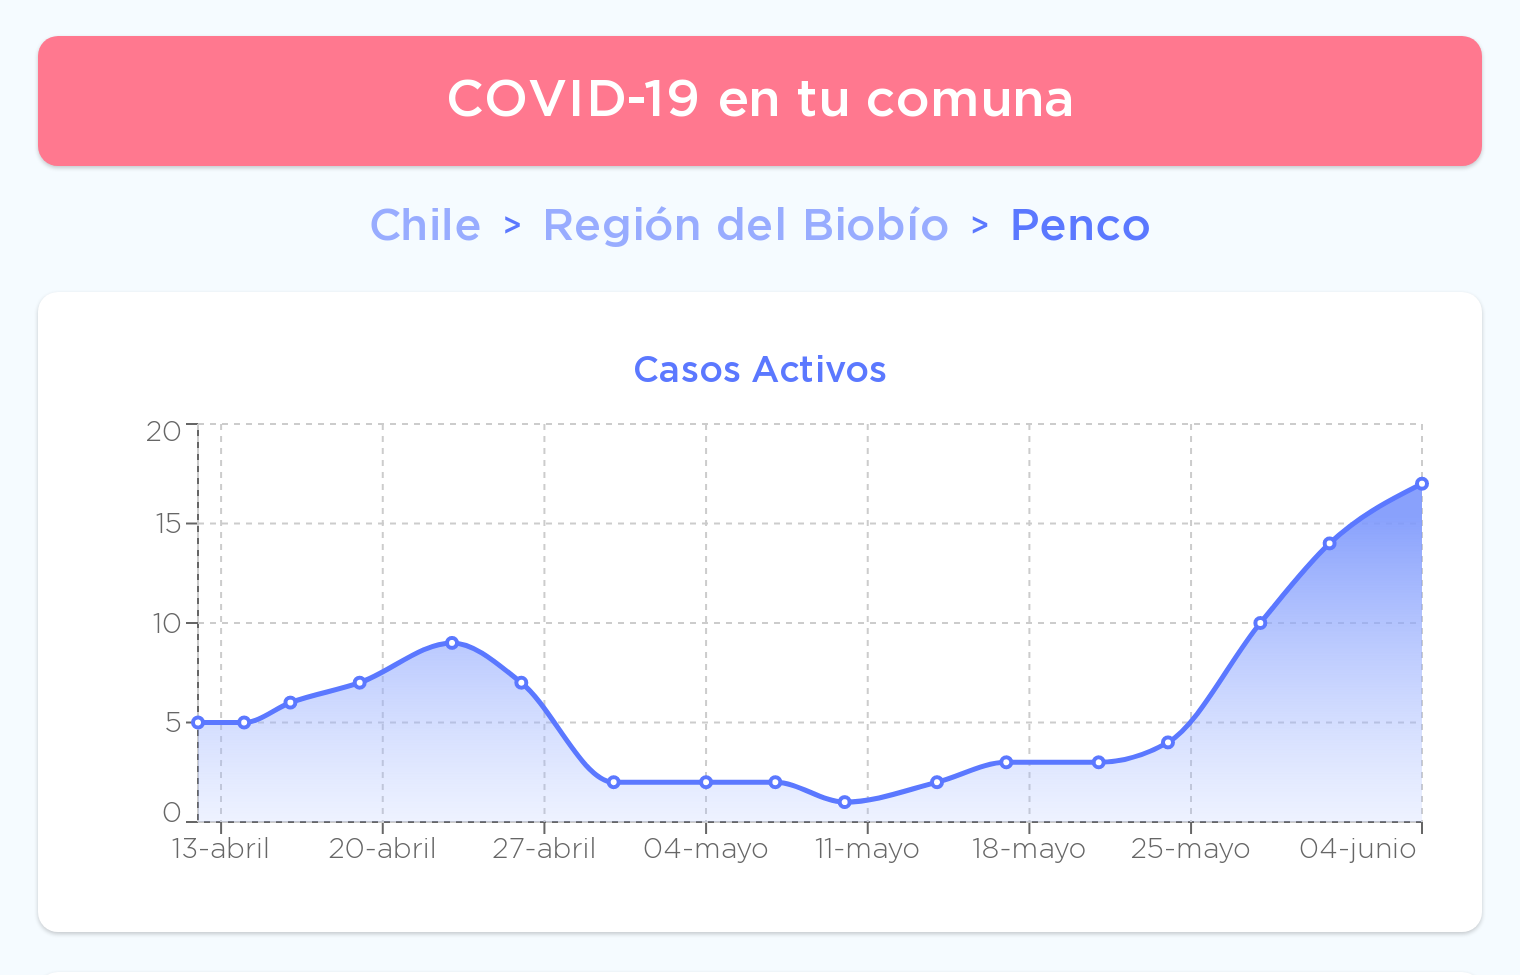 COVID-19 en tu comuna
Chile > Región del Biobío > Penco
Casos Activos
20
15
10
5
0
13-abril 20-abril 27-abril 04-mayo 11-mayo 18-mayo 25-mayo 04-junio